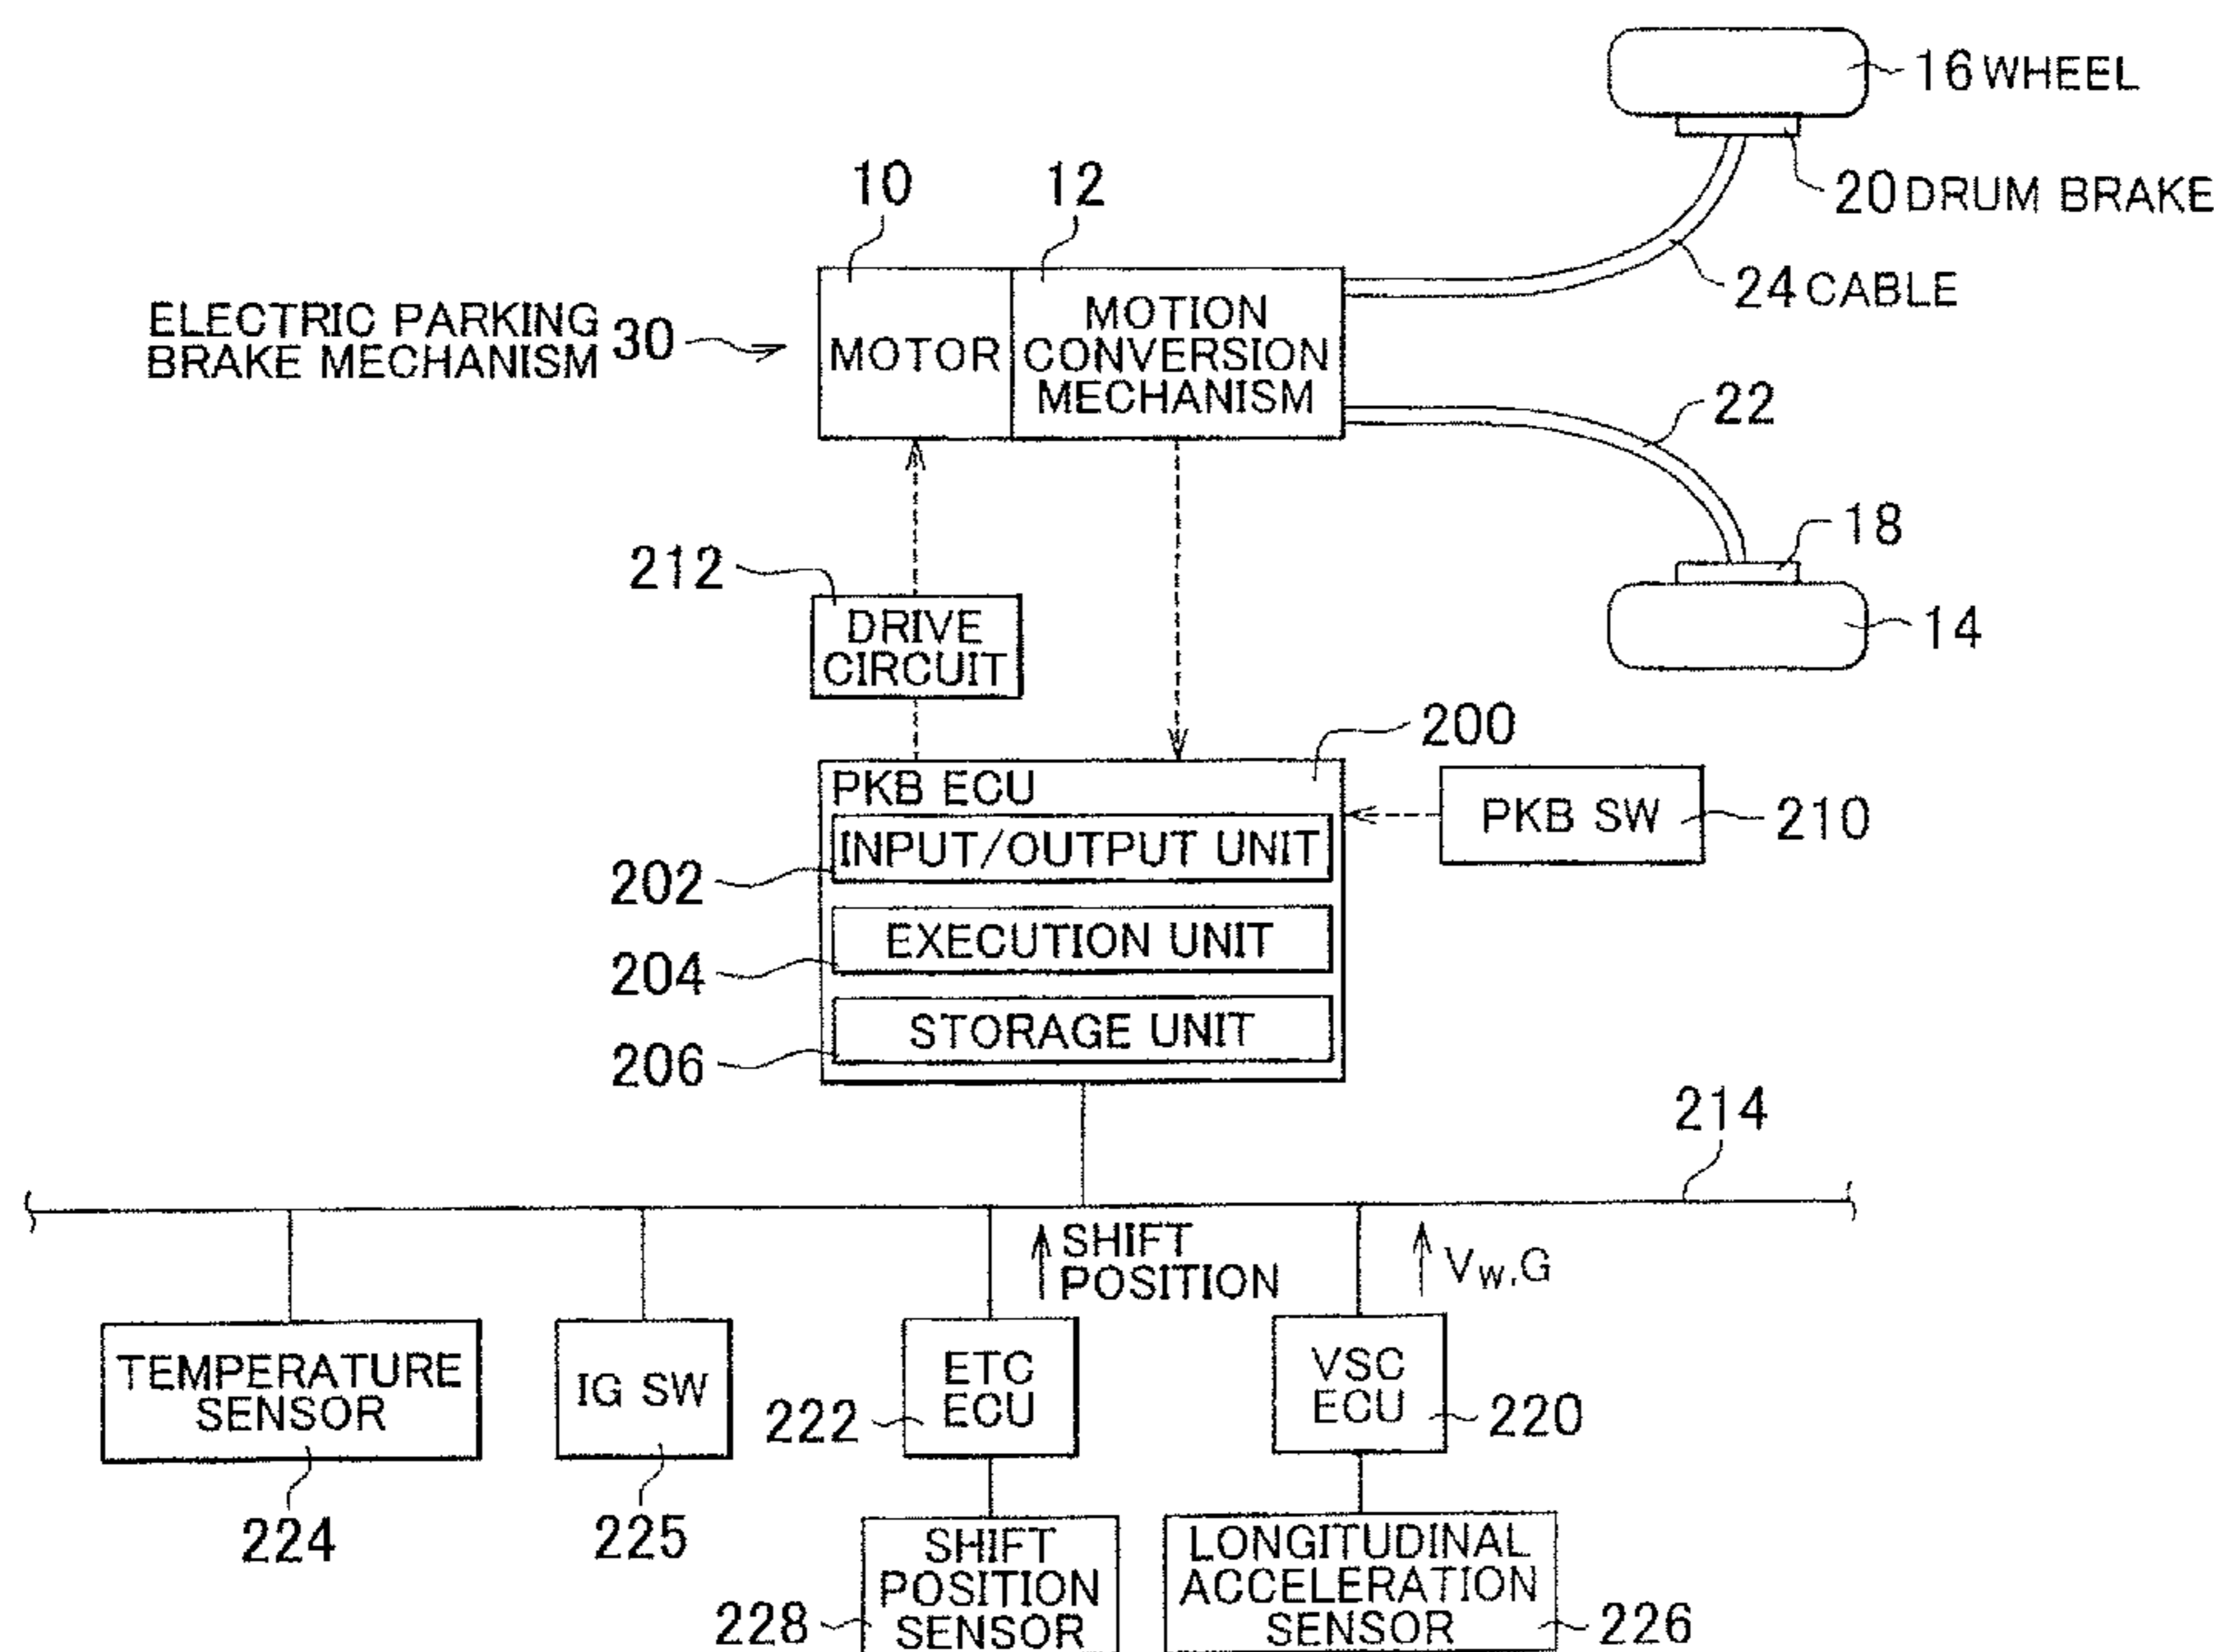 16 WHEEL
20 DRUM BRAKE
24 CABLE
10
12
ELECTRIC PARKING
BRAKE MECHANISM 30
MOTOR
MOTION
CONVERSION
MECHANISM
22
18
14
212
DRIVE
CIRCUIT
200
PKB ECU
PKB SW
210
INPUT/OUTPUT UNIT
202
EXECUTION UNIT
204
STORAGE UNIT
206
214
SHIFT
POSITION
Vw,G
TEMPERATURE
SENSOR
224
IG SW
225
ETC
ECU
222
VSC
ECU
220
SHIFT
POSITION
SENSOR
228
LONGITUDINAL
ACCELERATION
SENSOR
226